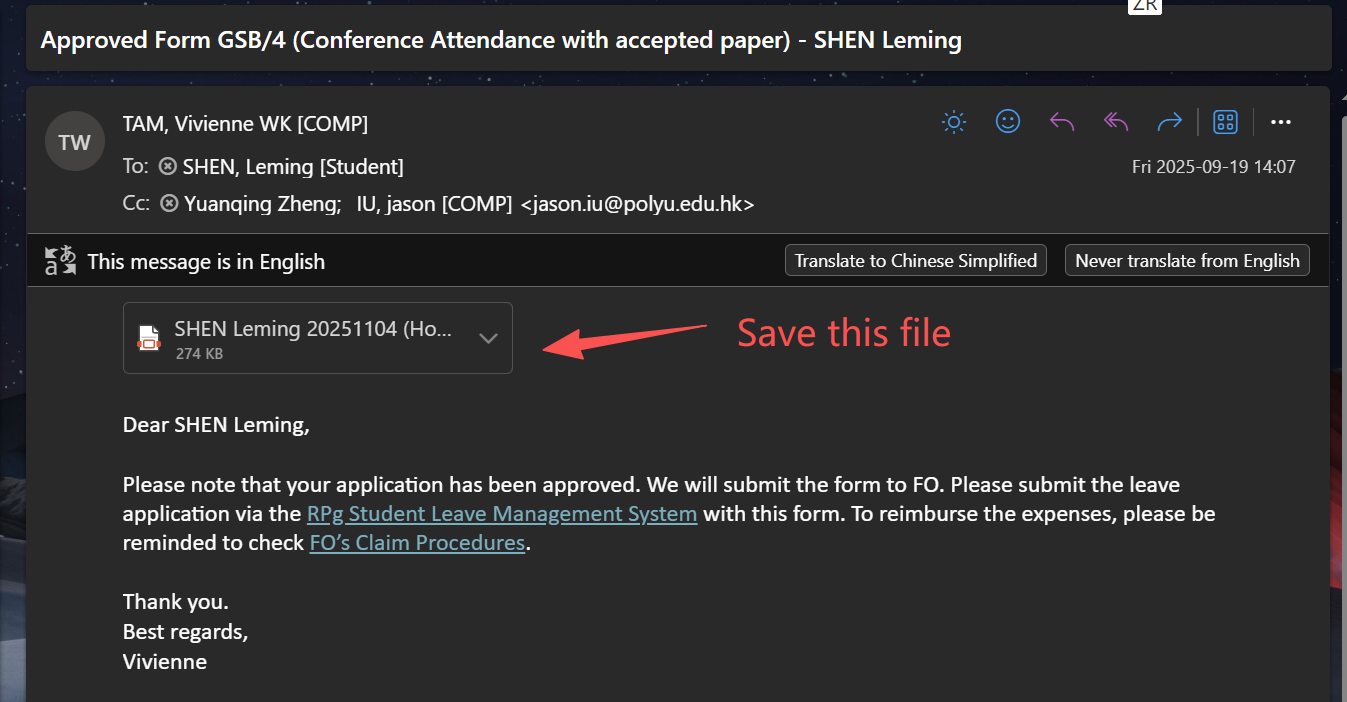 ZR
Approved Form GSB/4 (Conference Attendance with accepted paper) - SHEN Leming
TW
TAM, Vivienne WK [COMP]
To: SHEN, Leming [Student]
Fri 2025-09-19 14:07
Cc: Yuanqing Zheng; IU, jason [COMP] <jason.iu@polyu.edu.hk>
This message is in English
Translate to Chinese Simplified
Never translate from English
SHEN Leming 20251104 (Ho...
274 KB
Save this file
Dear SHEN Leming,
Please note that your application has been approved. We will submit the form to FO. Please submit the leave
application via the RPg Student Leave Management System with this form. To reimburse the expenses, please be
reminded to check FO’s Claim Procedures.
Thank you.
Best regards,
Vivienne